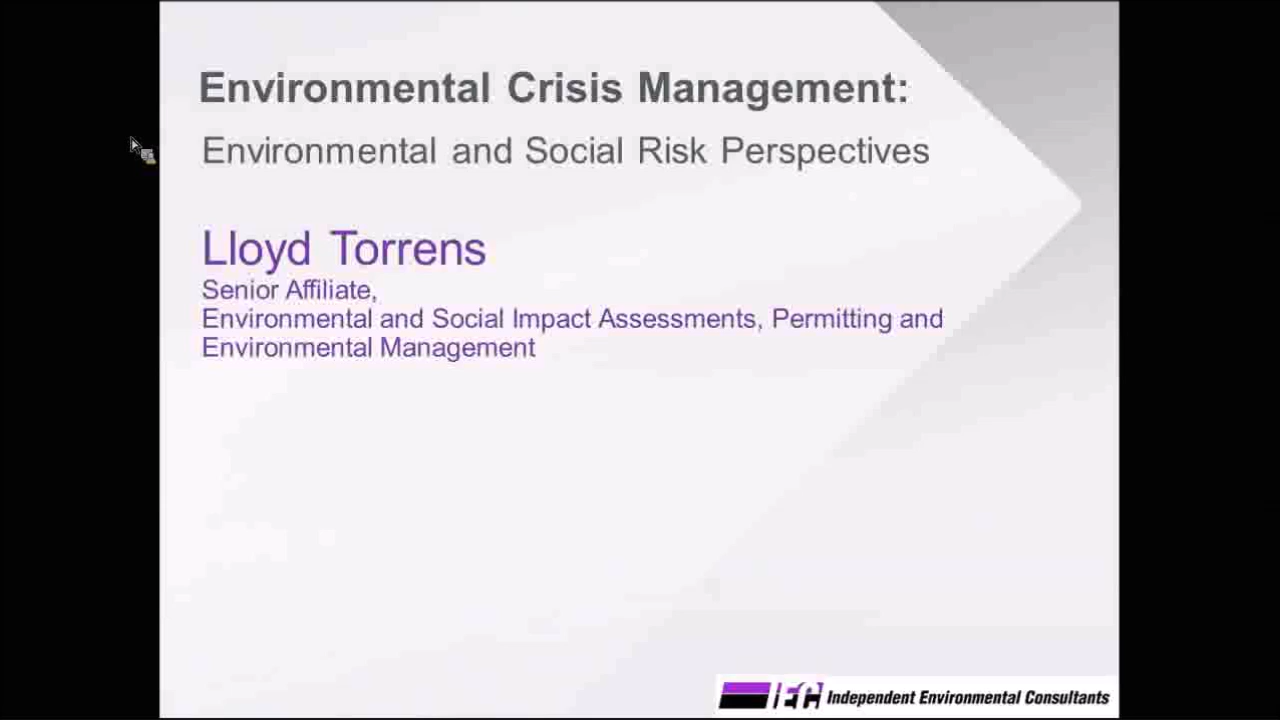 Environmental Crisis Management:
Environmental and Social Risk Perspectives
Lloyd Torrens
Senior Affiliate,
Environmental and Social Impact Assessments, Permitting and
Environmental Management
IEC Independent Environmental Consultants